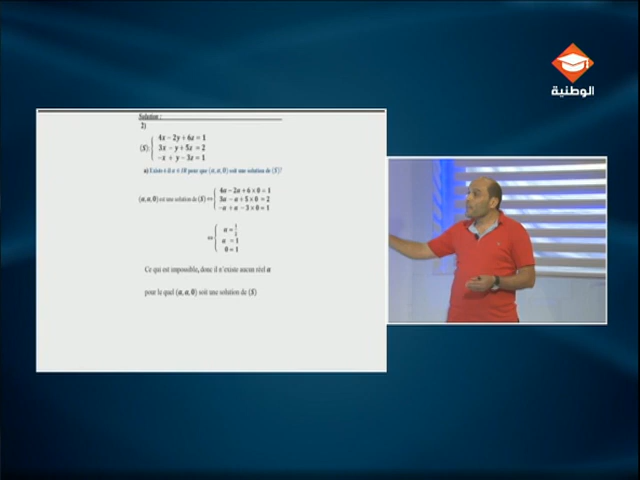 الوطنية
Solution :
2)
(S): { 4x − 2y + 6z = 1
3x − y + 5z = 2
−x + y − 3z = 1
a) Existe-t-il α ∈ IR pour que (α, α, 0) soit une solution de (S)?
(α, α, 0) est une solution de (S) ⇔ { 4α − 2α + 6 × 0 = 1
3α − α + 5 × 0 = 2
−α + α − 3 × 0 = 1
⇔ { α = 1/2
α = 1
0 = 1
Ce qui est impossible, donc il n'existe aucun réel α
pour le quel (α, α, 0) soit une solution de (S)